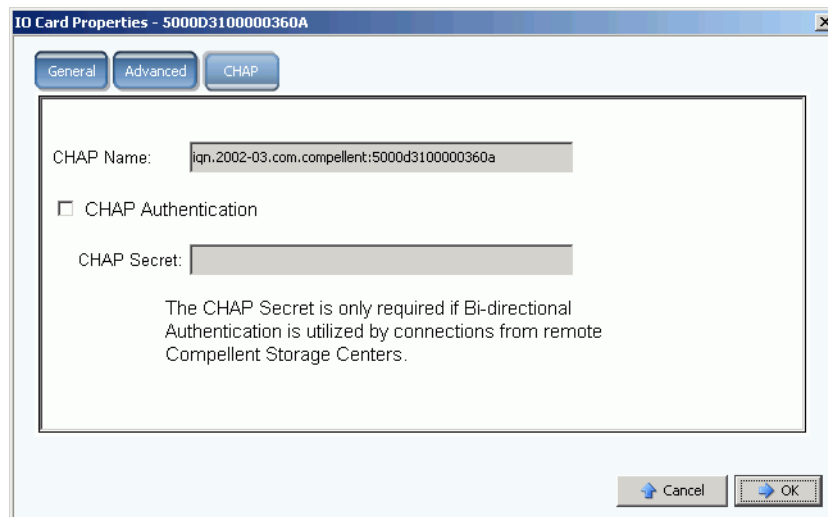 IO Card Properties - 5000D3100000360A
General Advanced CHAP
CHAP Name: iqn.2002-03.com.compellent:5000d3100000360a
CHAP Authentication
CHAP Secret:
The CHAP Secret is only required if Bi-directional
Authentication is utilized by connections from remote
Compellent Storage Centers.
Cancel OK